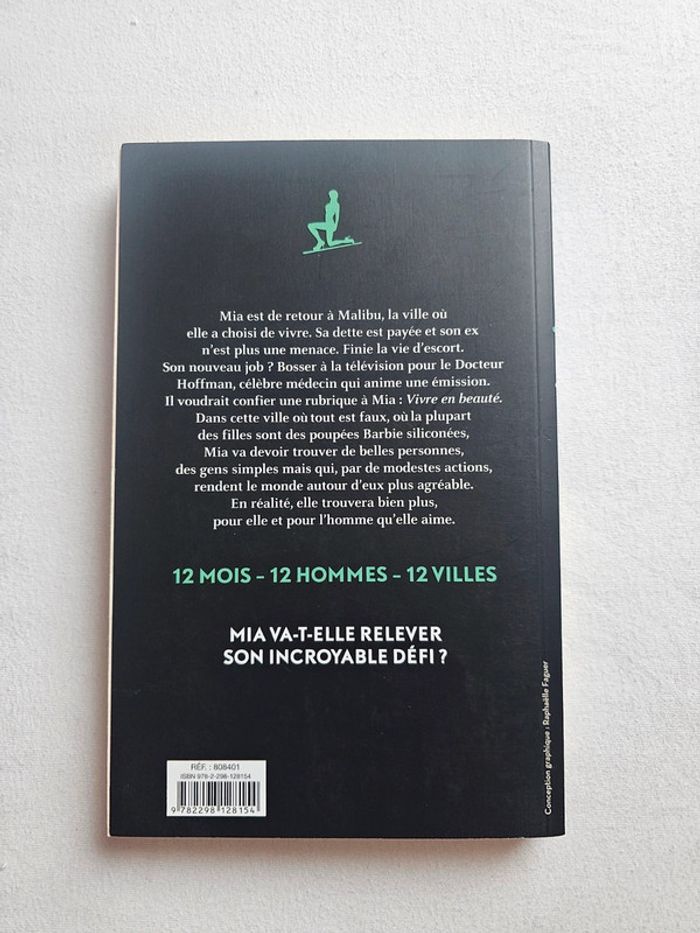 Mia est de retour à Malibu, la ville où
elle a choisi de vivre. Sa dette est payée et son ex
n'est plus une menace. Finie la vie d'escort.
Son nouveau job ? Bosser à la télévision pour le Docteur
Hoffman, célèbre médecin qui anime une émission.
Il voudrait confier une rubrique à Mia : Vivre en beauté.
Dans cette ville où tout est faux, où la plupart
des filles sont des poupées Barbie siliconées,
Mia va devoir trouver de belles personnes,
des gens simples mais qui, par de modestes actions,
rendent le monde autour d'eux plus agréable.
En réalité, elle trouvera bien plus,
pour elle et pour l'homme qu'elle aime.
12 MOIS – 12 HOMMES – 12 VILLES
MIA VA-T-ELLE RELEVER
SON INCROYABLE DÉFI ?
RÉF. : 808401
ISBN 978-2-298-128154
9 782298 128154
Conception graphique : Raphaëlle Faguer